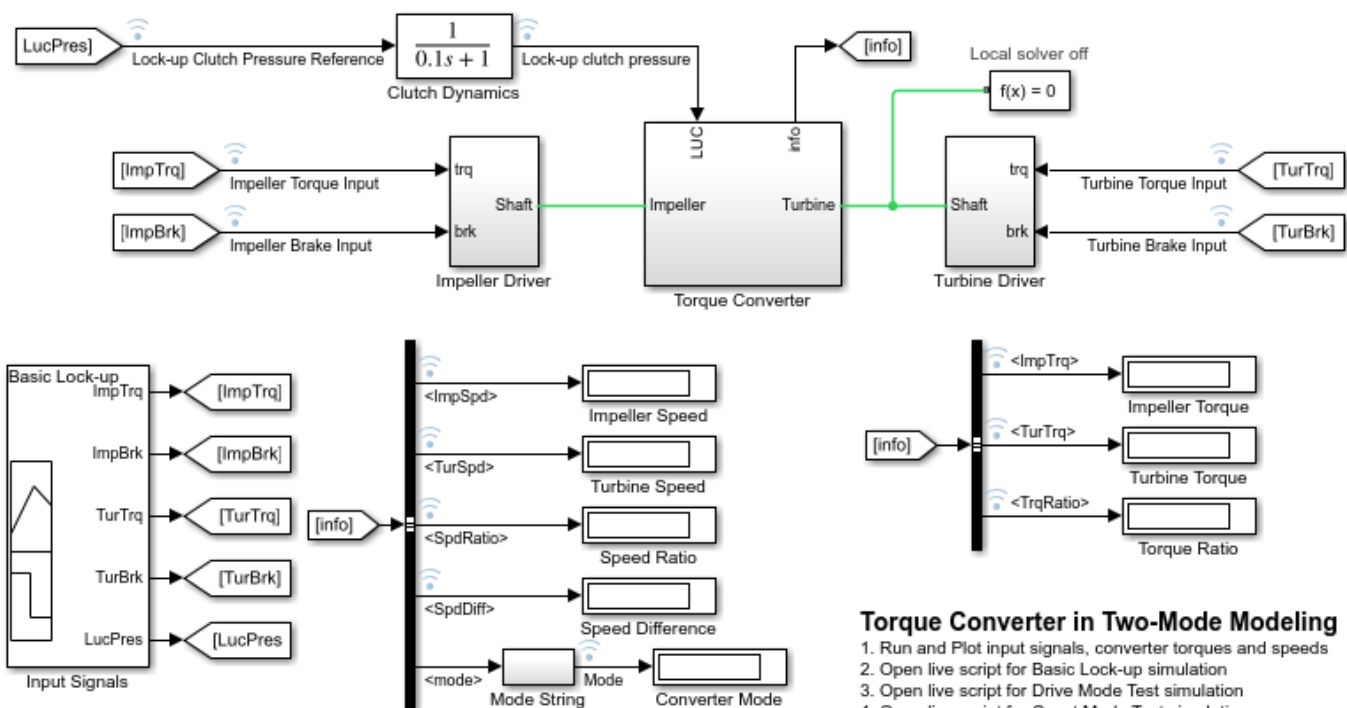 LucPres]
Lock-up Clutch Pressure Reference
1
0.1s + 1
Clutch Dynamics
Lock-up clutch pressure
[info]
Local solver off
f(x) = 0
[ImpTrq]
Impeller Torque Input
[ImpBrk]
Impeller Brake Input
trq
brk
Shaft
Impeller Driver
LUC
info
Impeller
Turbine
Torque Converter
trq
Shaft
brk
Turbine Driver
Turbine Torque Input
[TurTrq]
Turbine Brake Input
[TurBrk]
Basic Lock-up
ImpTrq
[ImpTrq]
ImpBrk
[ImpBrk]
TurTrq
[TurTrq]
TurBrk
[TurBrk]
LucPres
[LucPres
Input Signals
[info]
<ImpSpd>
Impeller Speed
<TurSpd>
Turbine Speed
<SpdRatio>
Speed Ratio
<SpdDiff>
Speed Difference
<mode>
Mode String
Mode
Converter Mode
[info]
<ImpTrq>
Impeller Torque
<TurTrq>
Turbine Torque
<TrqRatio>
Torque Ratio
Torque Converter in Two-Mode Modeling
1. Run and Plot input signals, converter torques and speeds
2. Open live script for Basic Lock-up simulation
3. Open live script for Drive Mode Test simulation